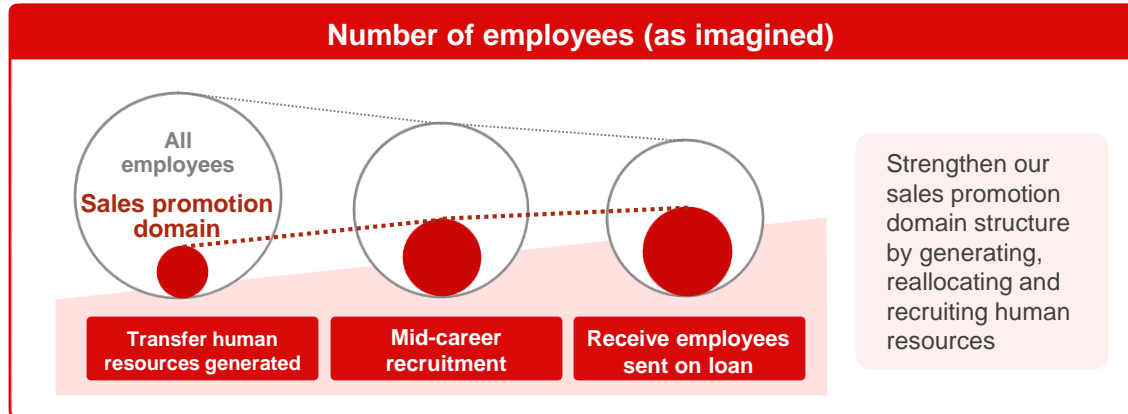 Number of employees (as imagined)
All
employees
Sales promotion
domain
Transfer human
resources generated
Mid-career
recruitment
Receive employees
sent on loan
Strengthen our
sales promotion
domain structure
by generating,
reallocating and
recruiting human
resources